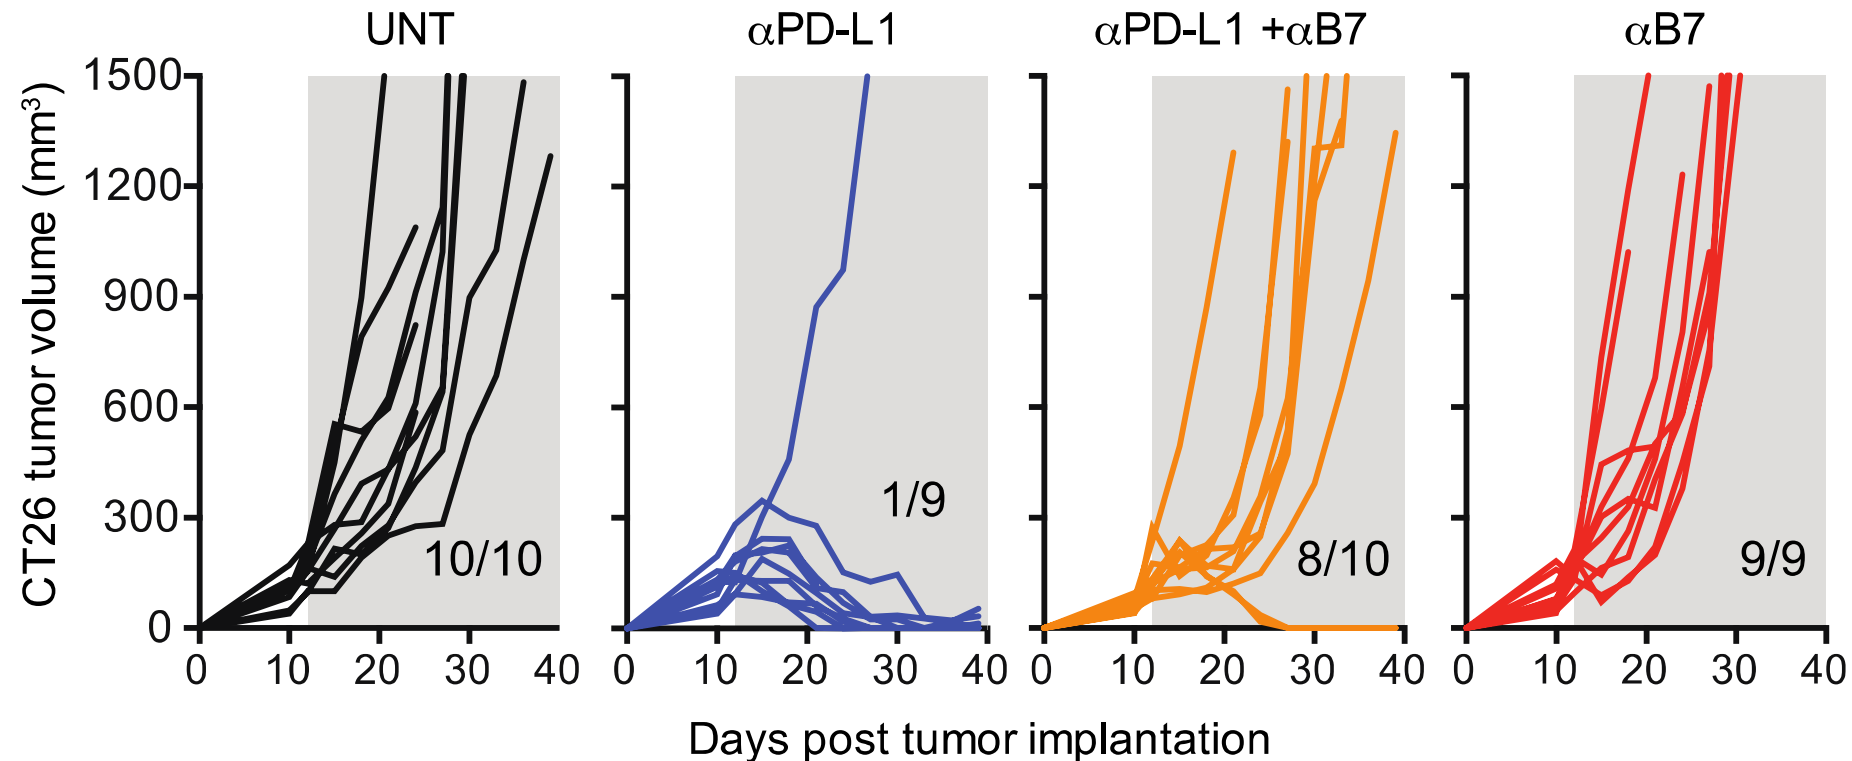 UNT
αPD-L1
αPD-L1 +αB7
αB7
CT26 tumor volume (mm³)
1500
1200
900
600
300
0
10/10
1/9
8/10
9/9
0 10 20 30 40
0 10 20 30 40
0 10 20 30 40
0 10 20 30 40
Days post tumor implantation